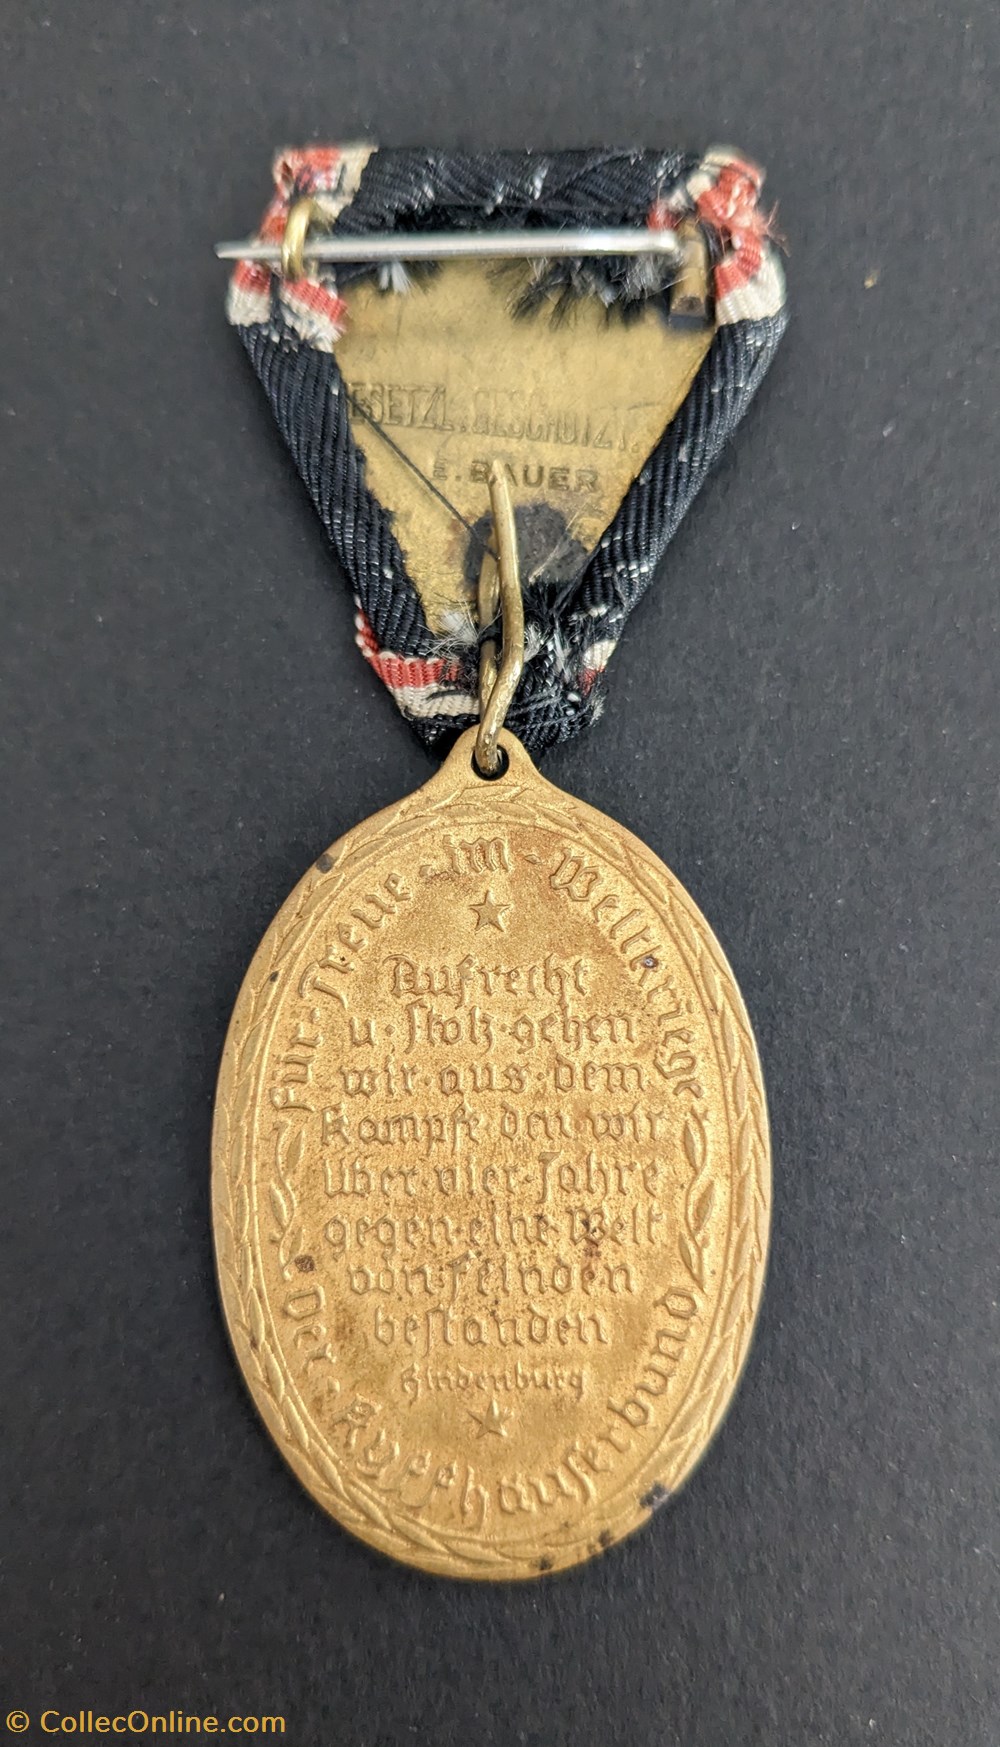 GESETZL. GESCHÜTZT.
E. BAUER
Für · Treue · im · Weltkriege
Aufrecht
u · stolz · gehen
wir · aus · dem
Kampfe · den · wir
über · vier · Jahre
gegen · eine · Welt
von · Feinden
bestanden
Hindenburg
Der · Kyffhäuserbund
© CollecOnline.com